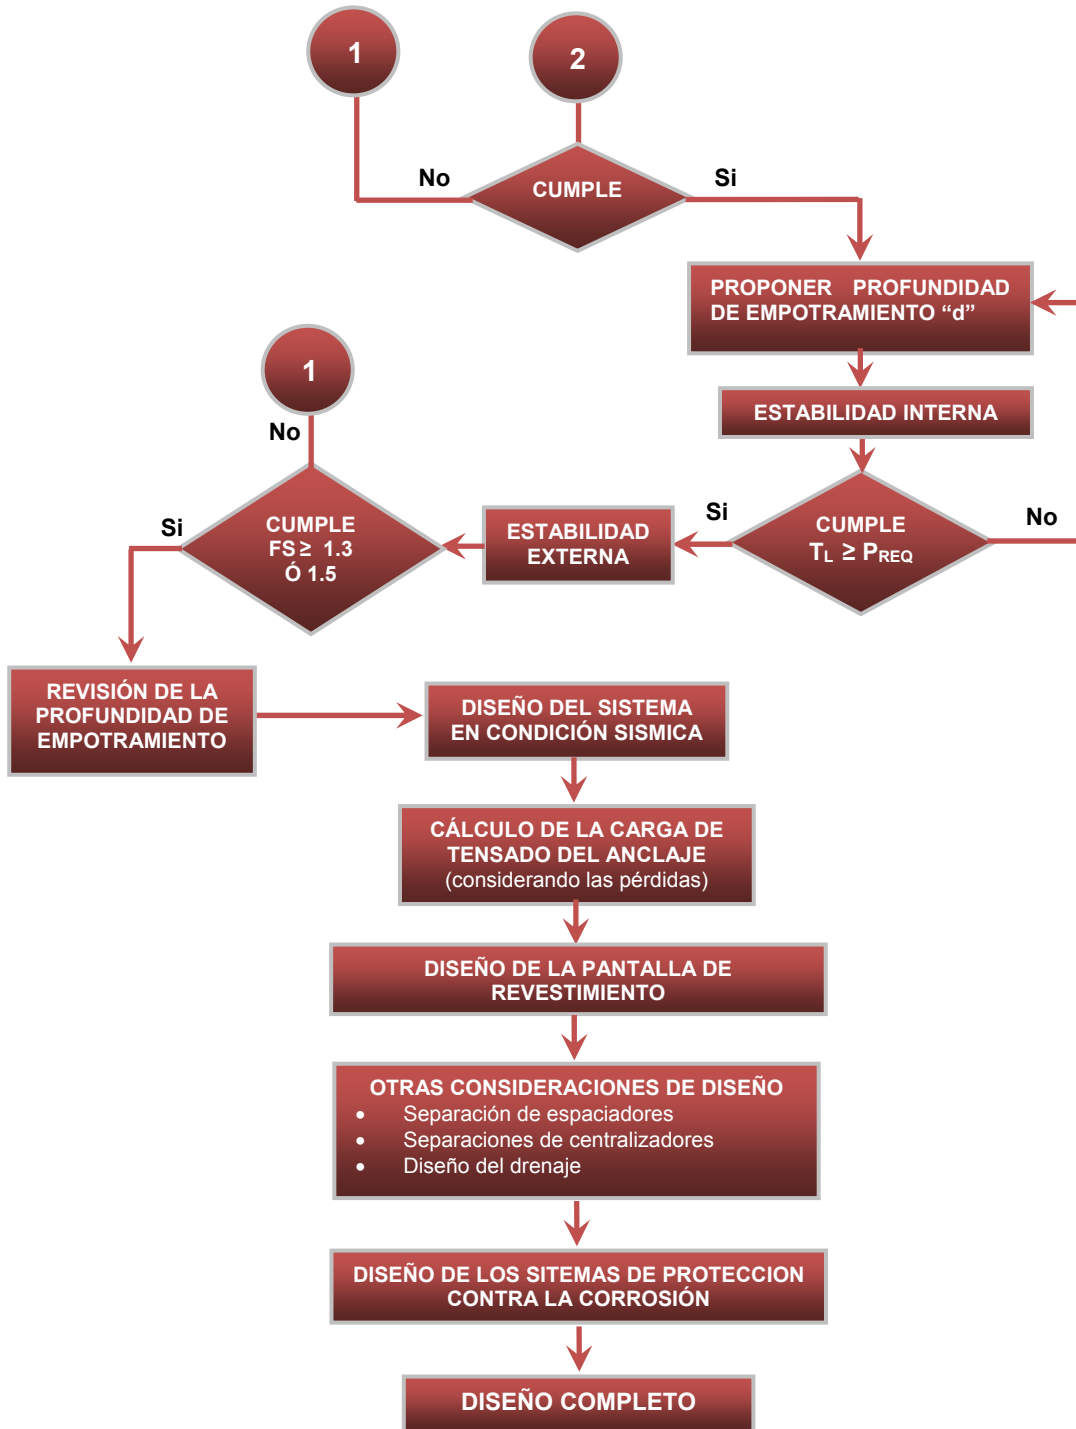 1
2
No
CUMPLE
Si
PROPONER PROFUNDIDAD
DE EMPOTRAMIENTO “d”
ESTABILIDAD INTERNA
CUMPLE
TL ≥ PREQ
No
Si
ESTABILIDAD
EXTERNA
1
No
CUMPLE
FS ≥ 1.3
Ó 1.5
Si
REVISIÓN DE LA
PROFUNDIDAD DE
EMPOTRAMIENTO
DISEÑO DEL SISTEMA
EN CONDICIÓN SISMICA
CÁLCULO DE LA CARGA DE
TENSADO DEL ANCLAJE
(considerando las pérdidas)
DISEÑO DE LA PANTALLA DE
REVESTIMIENTO
OTRAS CONSIDERACIONES DE DISEÑO
• Separación de espaciadores
• Separaciones de centralizadores
• Diseño del drenaje
DISEÑO DE LOS SITEMAS DE PROTECCION
CONTRA LA CORROSIÓN
DISEÑO COMPLETO